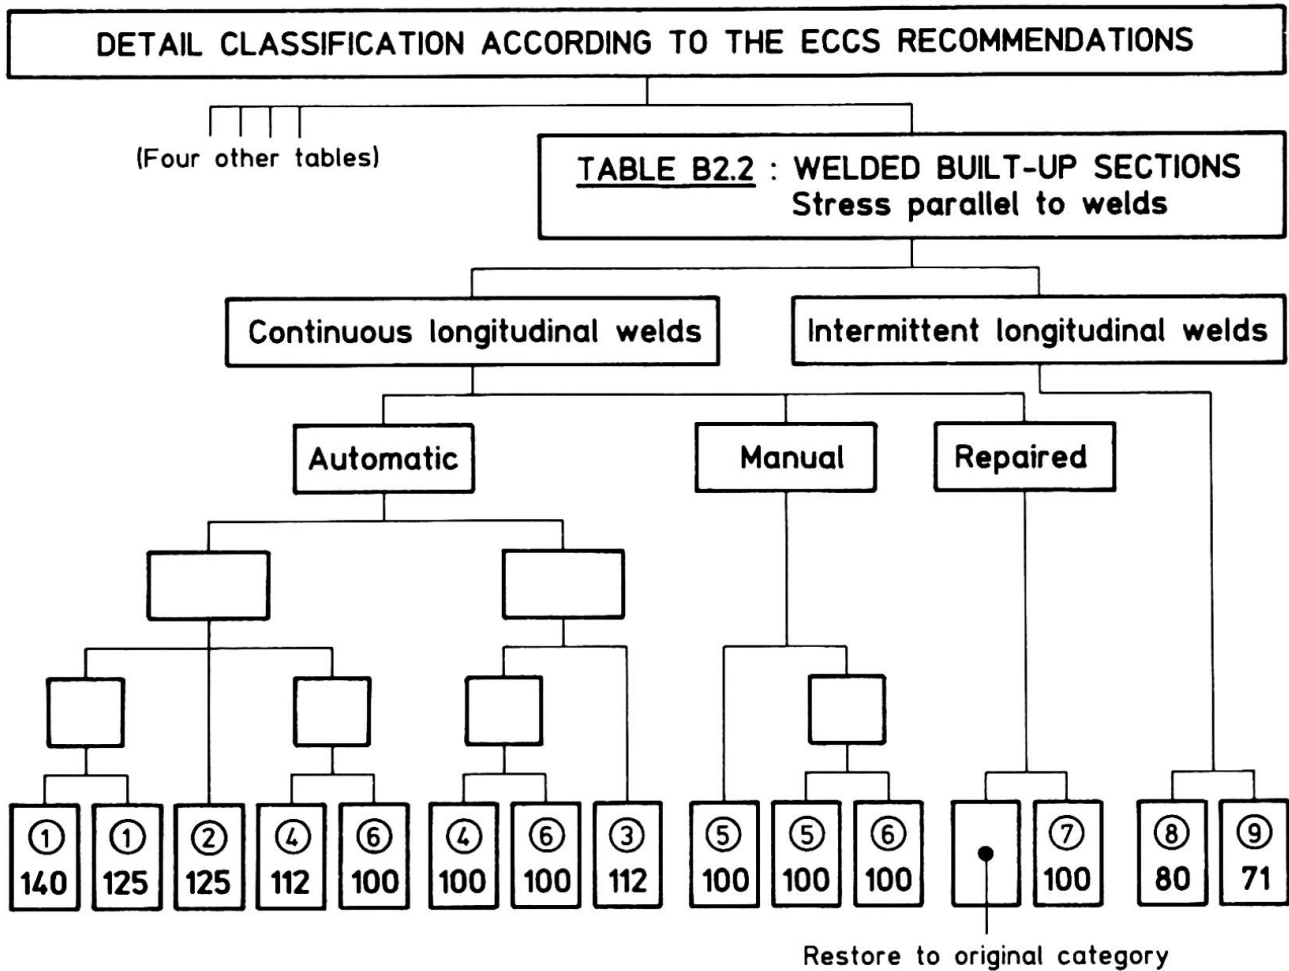 DETAIL CLASSIFICATION ACCORDING TO THE ECCS RECOMMENDATIONS
(Four other tables)
TABLE B2.2 : WELDED BUILT-UP SECTIONS
Stress parallel to welds
Continuous longitudinal welds
Intermittent longitudinal welds
Automatic
Manual
Repaired
① ① ② ④ ⑥ ④ ⑥ ③ ⑤ ⑤ ⑥ ⑦ ⑧ ⑨
140 125 125 112 100 100 100 112 100 100 100 100 80 71
Restore to original category